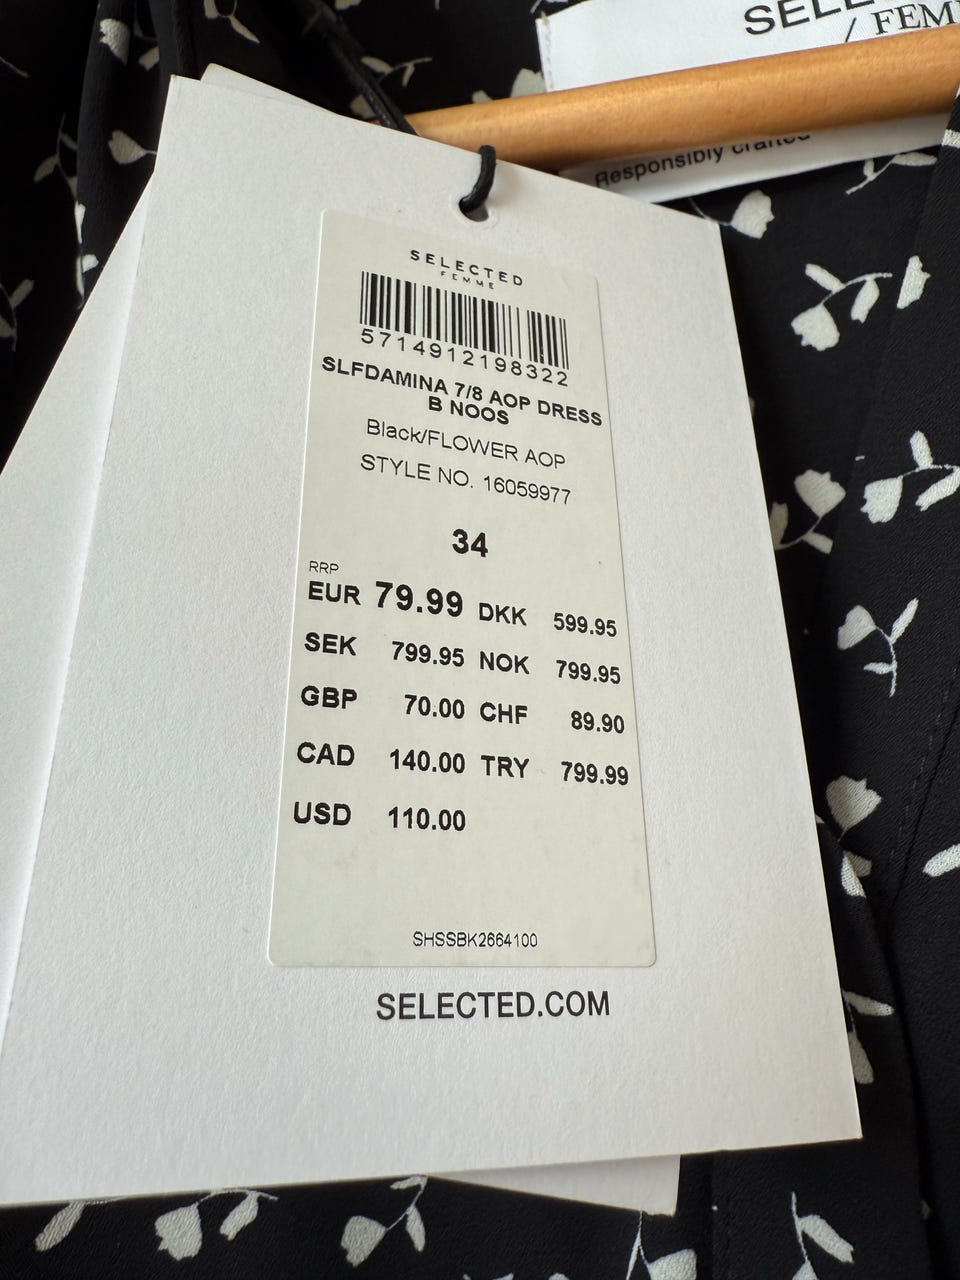 / FEM
Responsibly crafted
SELECTED
FEMME
5714912198322
SLFDAMINA 7/8 AOP DRESS
B NOOS
Black/FLOWER AOP
STYLE NO. 16059977
34
RRP
EUR 79.99 DKK 599.95
SEK 799.95 NOK 799.95
GBP 70.00 CHF 89.90
CAD 140.00 TRY 799.99
USD 110.00
SHSSBK2664100
SELECTED.COM